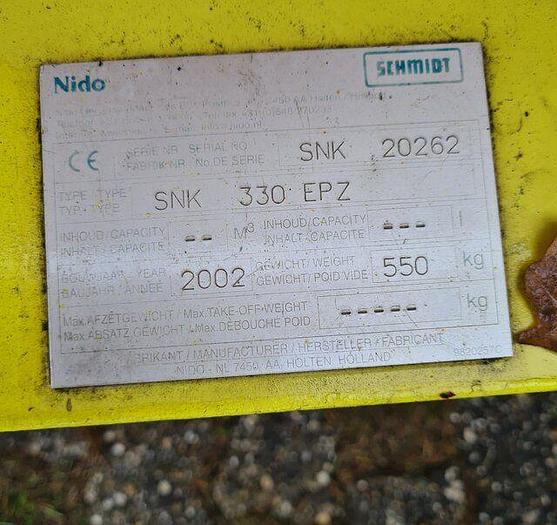 Nido SCHMIDT
CE SERIE NR SERIAL NO SNK 20262
FABRIK NR No. DE SERIE
TYPE TYPE SNK 330 EPZ
TYP TYPE
INHOUD/CAPACITY -- M³ INHOUD/CAPACITY --- l
INHALT/CAPACITE INHALT/CAPACITE
BOUWJAAR YEAR 2002 GEWICHT/WEIGHT 550 kg
BAUJAHR/ANNÉE GEWICHT/POID VIDE
Max. AFZETGEWICHT/Max. TAKE-OFF-WEIGHT ----- kg
Max. ABSATZ GEWICHT Max. DÉBOUCHE POID
FABRIKANT/MANUFACTURER/HERSTELLER/FABRICANT
NIDO - NL 7450 AA, HOLTEN, HOLLAND